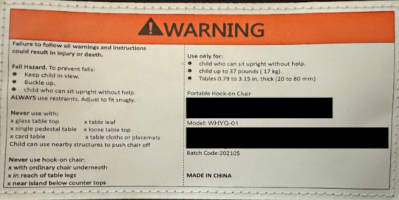 WARNING
Failure to follow all warnings and instructions
could result in injury or death.
Fall Hazard. To prevent falls:
● Keep child in view.
● Buckle up.
● child who can sit upright without help.
ALWAYS use restraints. Adjust to fit snugly.
Never use with:
x glass table top x table leaf
x single pedestal table x loose table top
x card table x table cloths or placemats
Child can use nearby structures to push chair off
Never use hook-on chair:
x with ordinary chair underneath
x in reach of table legs
x near island below counter tops
Use only for:
● child who can sit upright without help.
● child up to 37 pounds ( 17 kg).
● Tables 0.79 to 3.15 in. thick (20 to 80 mm)
Portable Hook-on Chair
Model: WHYG-01
Batch Code:202105
MADE IN CHINA